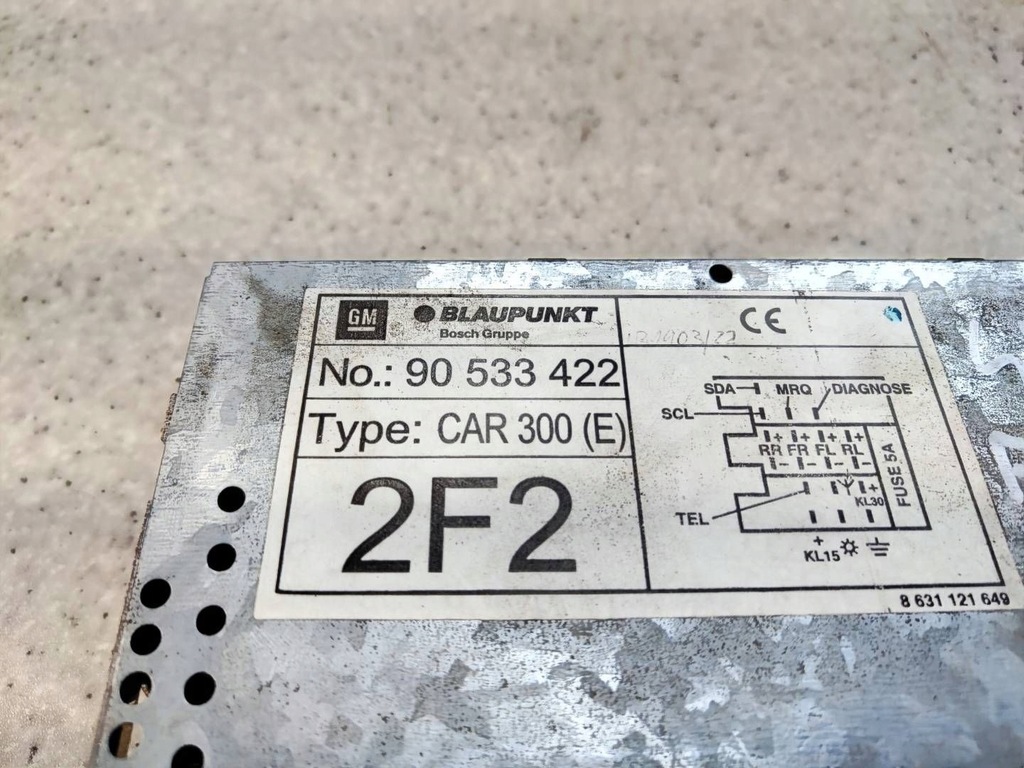 GM BLAUPUNKT
Bosch Gruppe
CE
No.: 90 533 422
Type: CAR 300 (E)
2F2
SDA MRQ DIAGNOSE
SCL
+ + + +
RR FR FL RL
- - - -
FUSE 5A
+
KL30
TEL
+
KL15
8 631 121 649